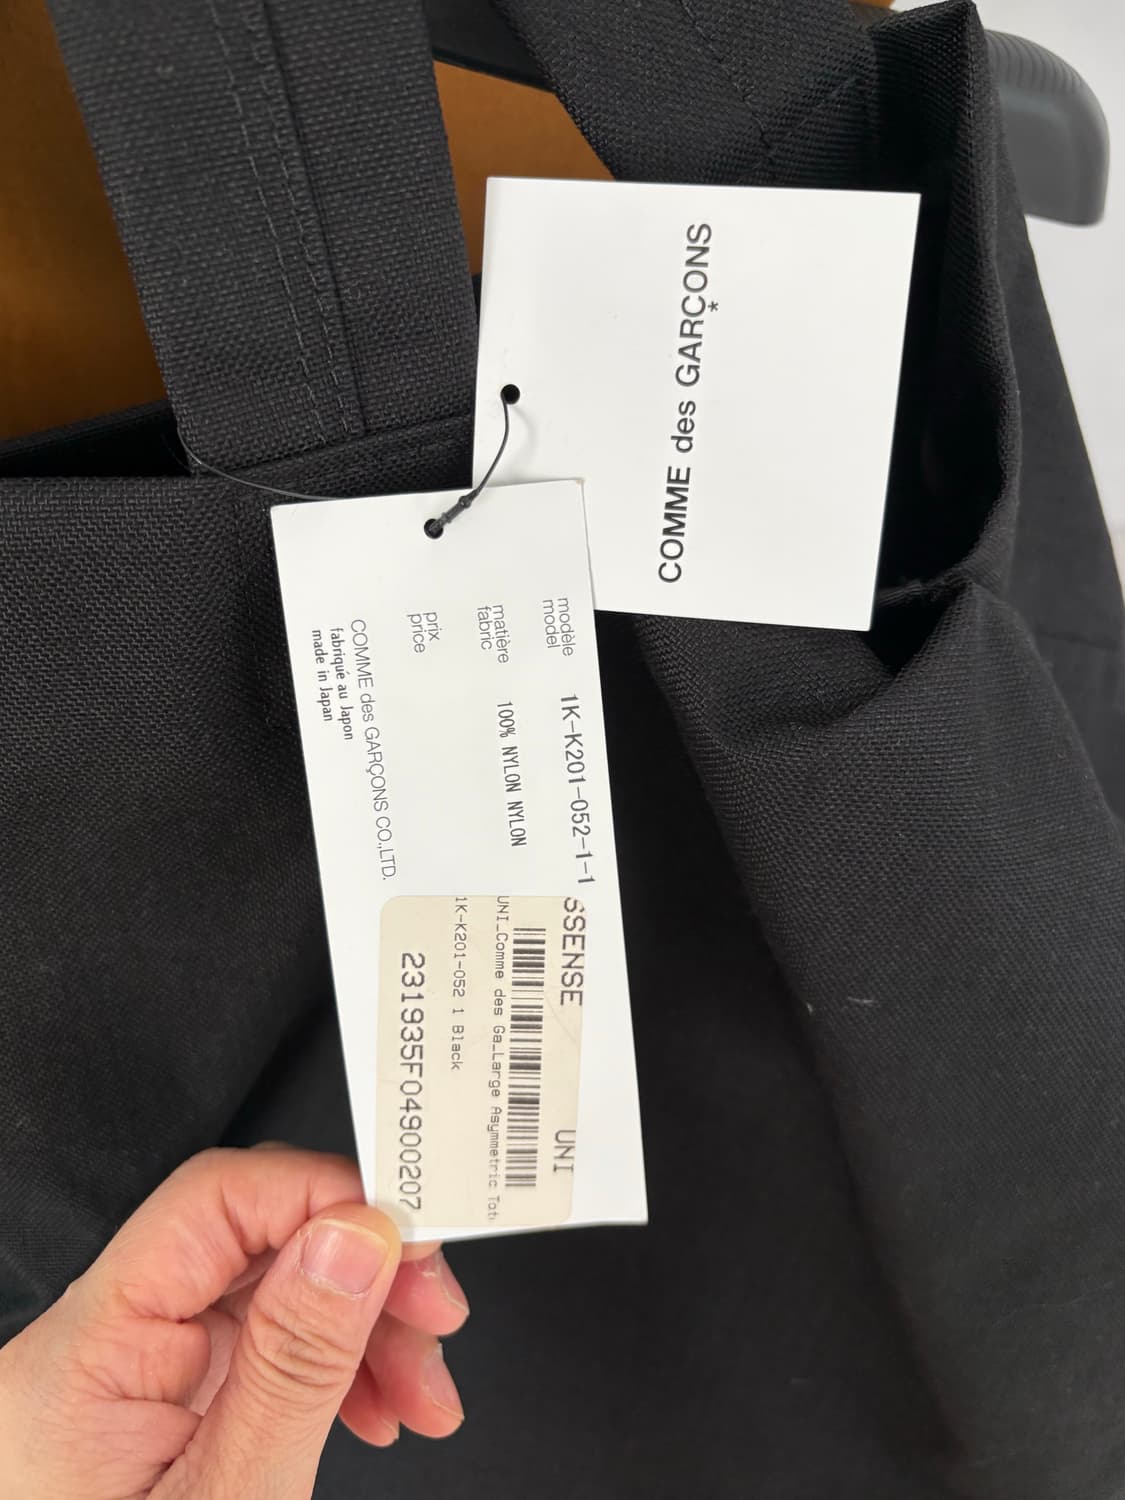 COMME des GARÇONS
modèle
model
1K-K201-052-1-1
matière
fabric
100% NYLON NYLON
prix
price
COMME des GARÇONS CO.,LTD.
fabriqué au Japon
made in Japan
SSENSE UNI
UNI_Comme des Ga_Large Asymmetric Tot
1K-K201-052 1 Black
231935F04900207